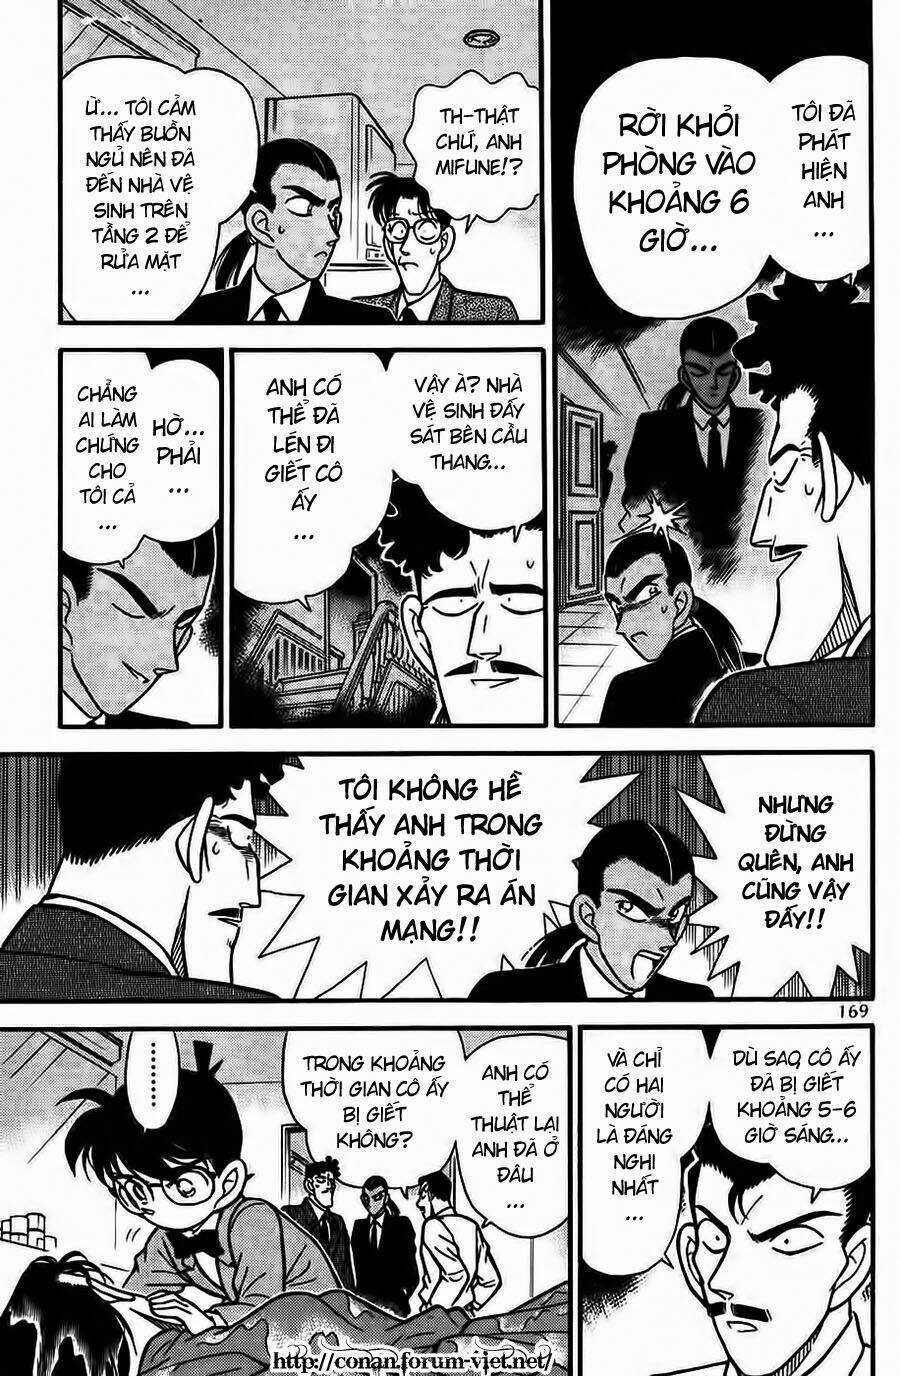 TÔI ĐÃ
PHÁT
HIỆN
ANH
...
RỜI KHỎI
PHÒNG VÀO
KHOẢNG 6
GIỜ...
TH-THẬT
CHỨ, ANH
MIFUNE!?
Ừ... TÔI CẢM
THẤY BUỒN
NGỦ NÊN ĐÃ
ĐẾN NHÀ VỆ
SINH TRÊN
TẦNG 2 ĐỂ
RỬA MẶT
...
VẬY À? NHÀ
VỆ SINH ĐẤY
SÁT BÊN CẦU
THANG...
ANH CÓ
THỂ ĐÃ
LÉN ĐI
GIẾT CÔ
ẤY
...
HỜ...
PHẢI
...
CHẲNG
AI LÀM
CHỨNG
CHO
TÔI CẢ
...
NHƯNG
ĐỪNG
QUÊN, ANH
CŨNG VẬY
ĐẤY!!
TÔI KHÔNG HỀ
THẤY ANH TRONG
KHOẢNG THỜI
GIAN XẢY RA ÁN
MẠNG!!
169
DÙ SAO, CÔ ẤY
ĐÃ BỊ GIẾT
KHOẢNG 5-6
GIỜ SÁNG...
VÀ CHỈ
CÓ HAI
NGƯỜI
LÀ ĐÁNG
NGHI
NHẤT
...
ANH CÓ
THỂ
THUẬT LẠI
ANH ĐÃ Ở
ĐÂU
...
TRONG KHOẢNG
THỜI GIAN CÔ ẤY
BỊ GIẾT
KHÔNG?
.........
http://conan.forum-viet.net/